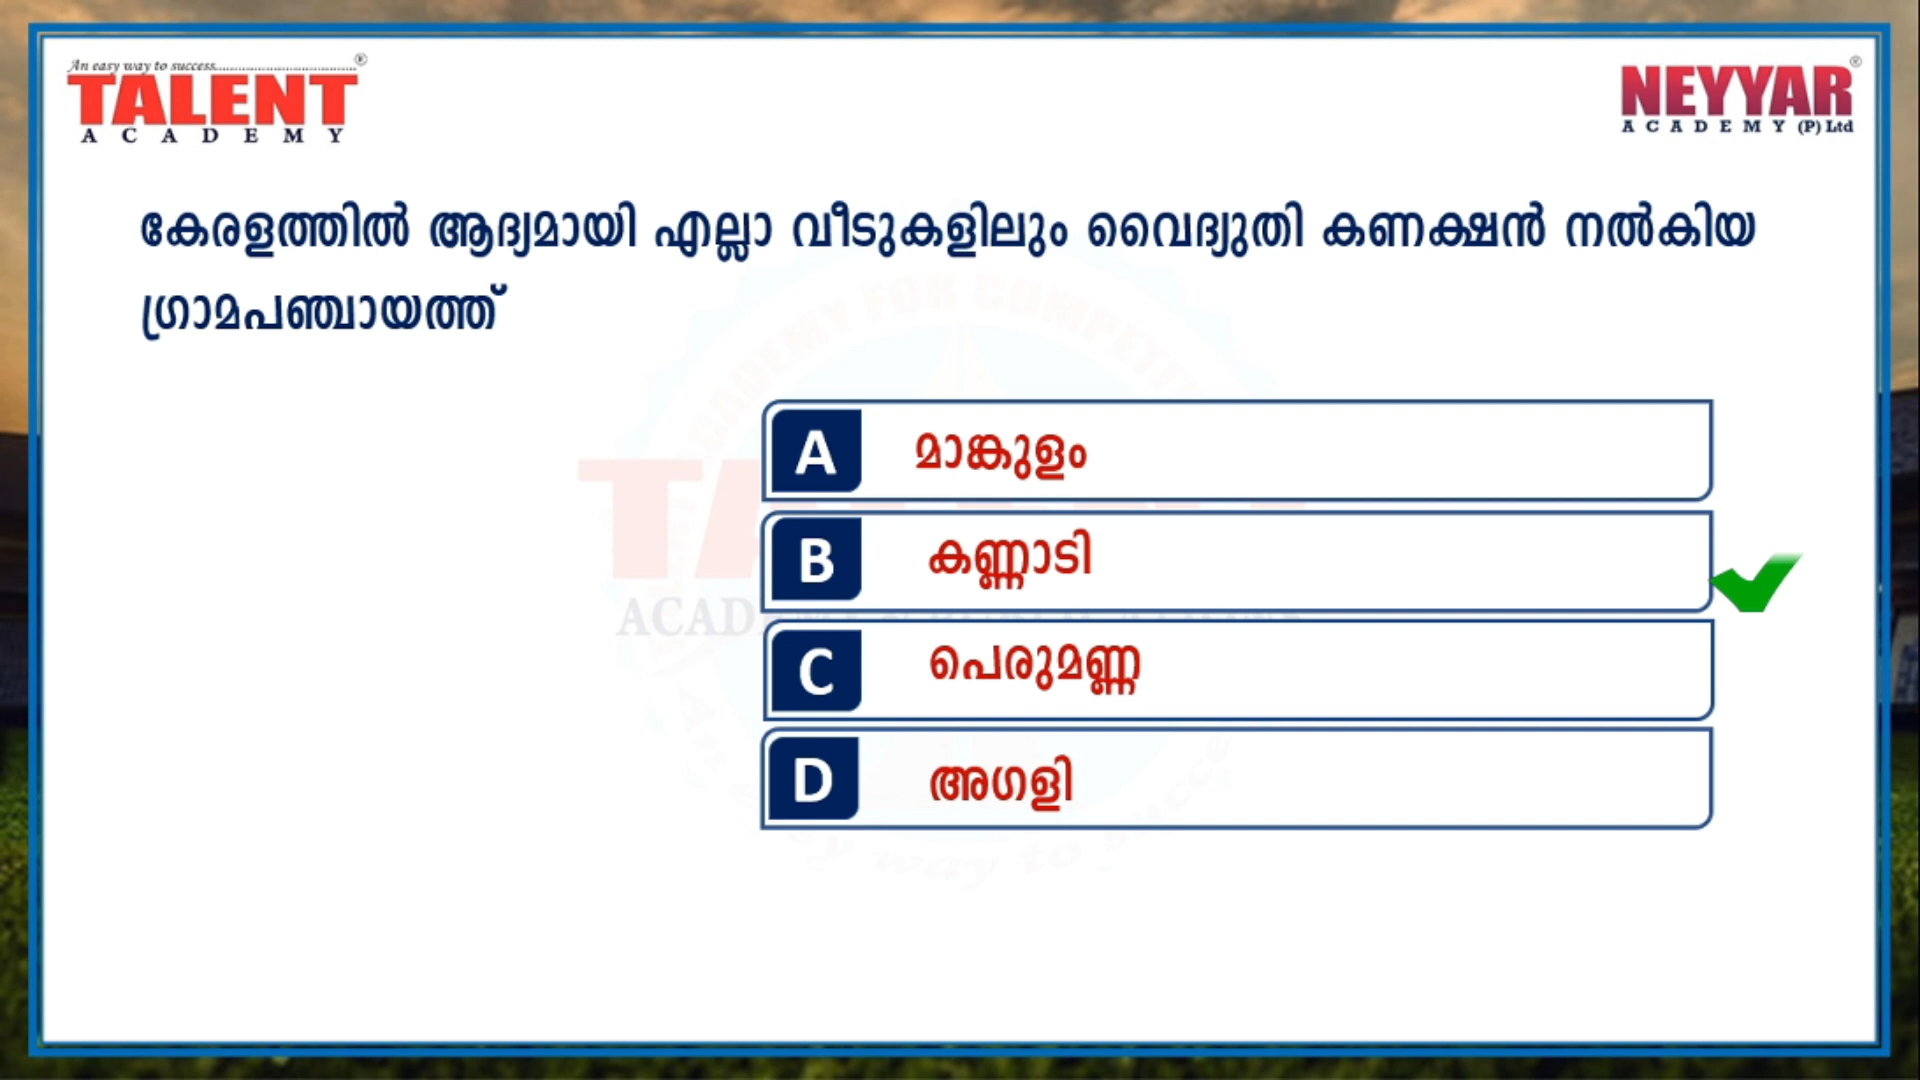 An easy way to success
TALENT
ACADEMY
NEYYAR
ACADEMY (P) Ltd
കേരളത്തിൽ ആദ്യമായി എല്ലാ വീടുകളിലും വൈദ്യുതി കണക്ഷൻ നൽകിയ
ഗ്രാമപഞ്ചായത്ത്
A മാങ്കുളം
B കണ്ണാടി
C പെരുമണ്ണ
D അഗളി